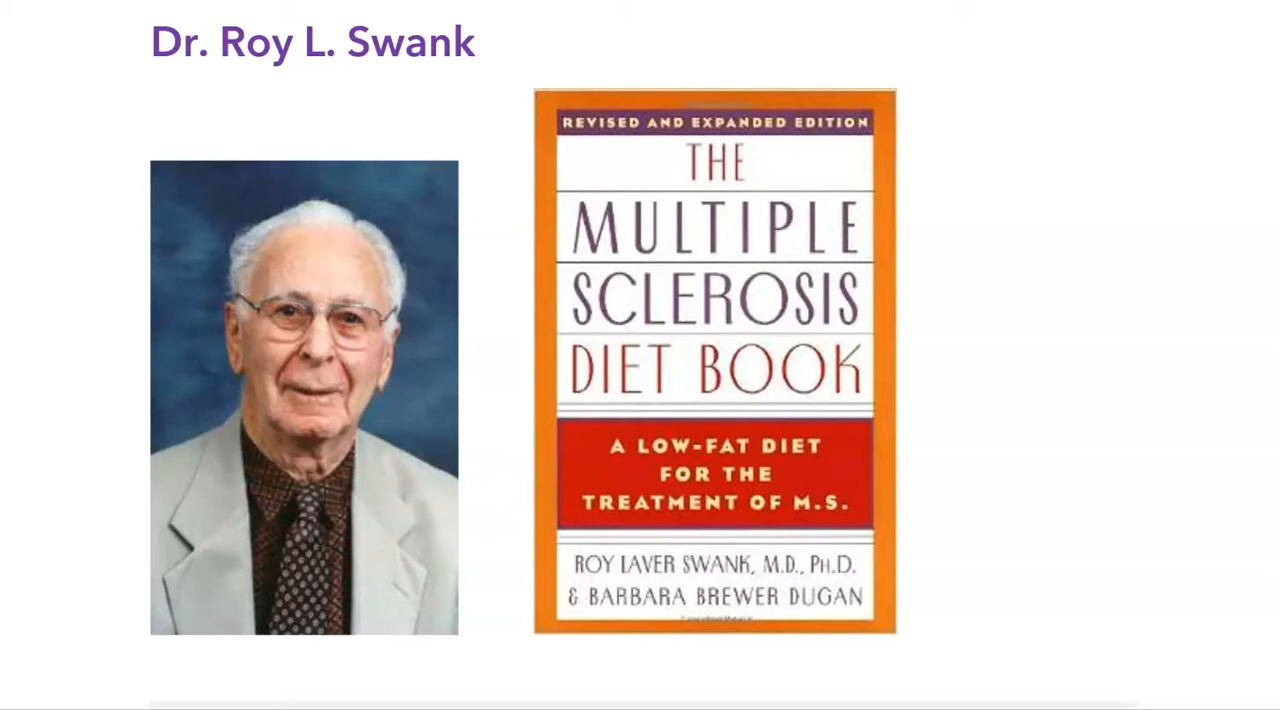 Dr. Roy L. Swank
REVISED AND EXPANDED EDITION
THE
MULTIPLE
SCLEROSIS
DIET BOOK
A LOW-FAT DIET
FOR THE
TREATMENT OF M.S.
ROY LAVER SWANK, M.D., PH.D.
& BARBARA BREWER DUGAN